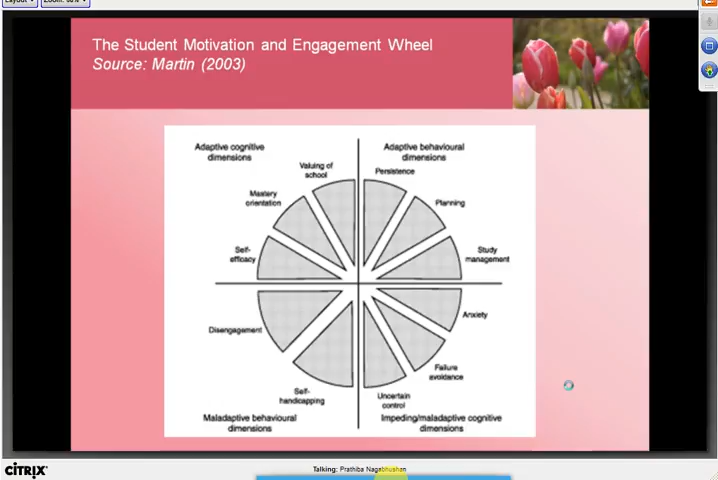 Layout
Zoom:
The Student Motivation and Engagement Wheel
Source: Martin (2003)
Adaptive cognitive
dimensions
Adaptive behavioural
dimensions
Valuing of
school
Persistence
Mastery
orientation
Planning
Self-
efficacy
Study
management
Disengagement
Anxiety
Failure
avoidance
Self-
handicapping
Uncertain
control
Maladaptive behavioural
dimensions
Impeding/maladaptive cognitive
dimensions
CITRIX
Talking: Prathiba Nagabhushan